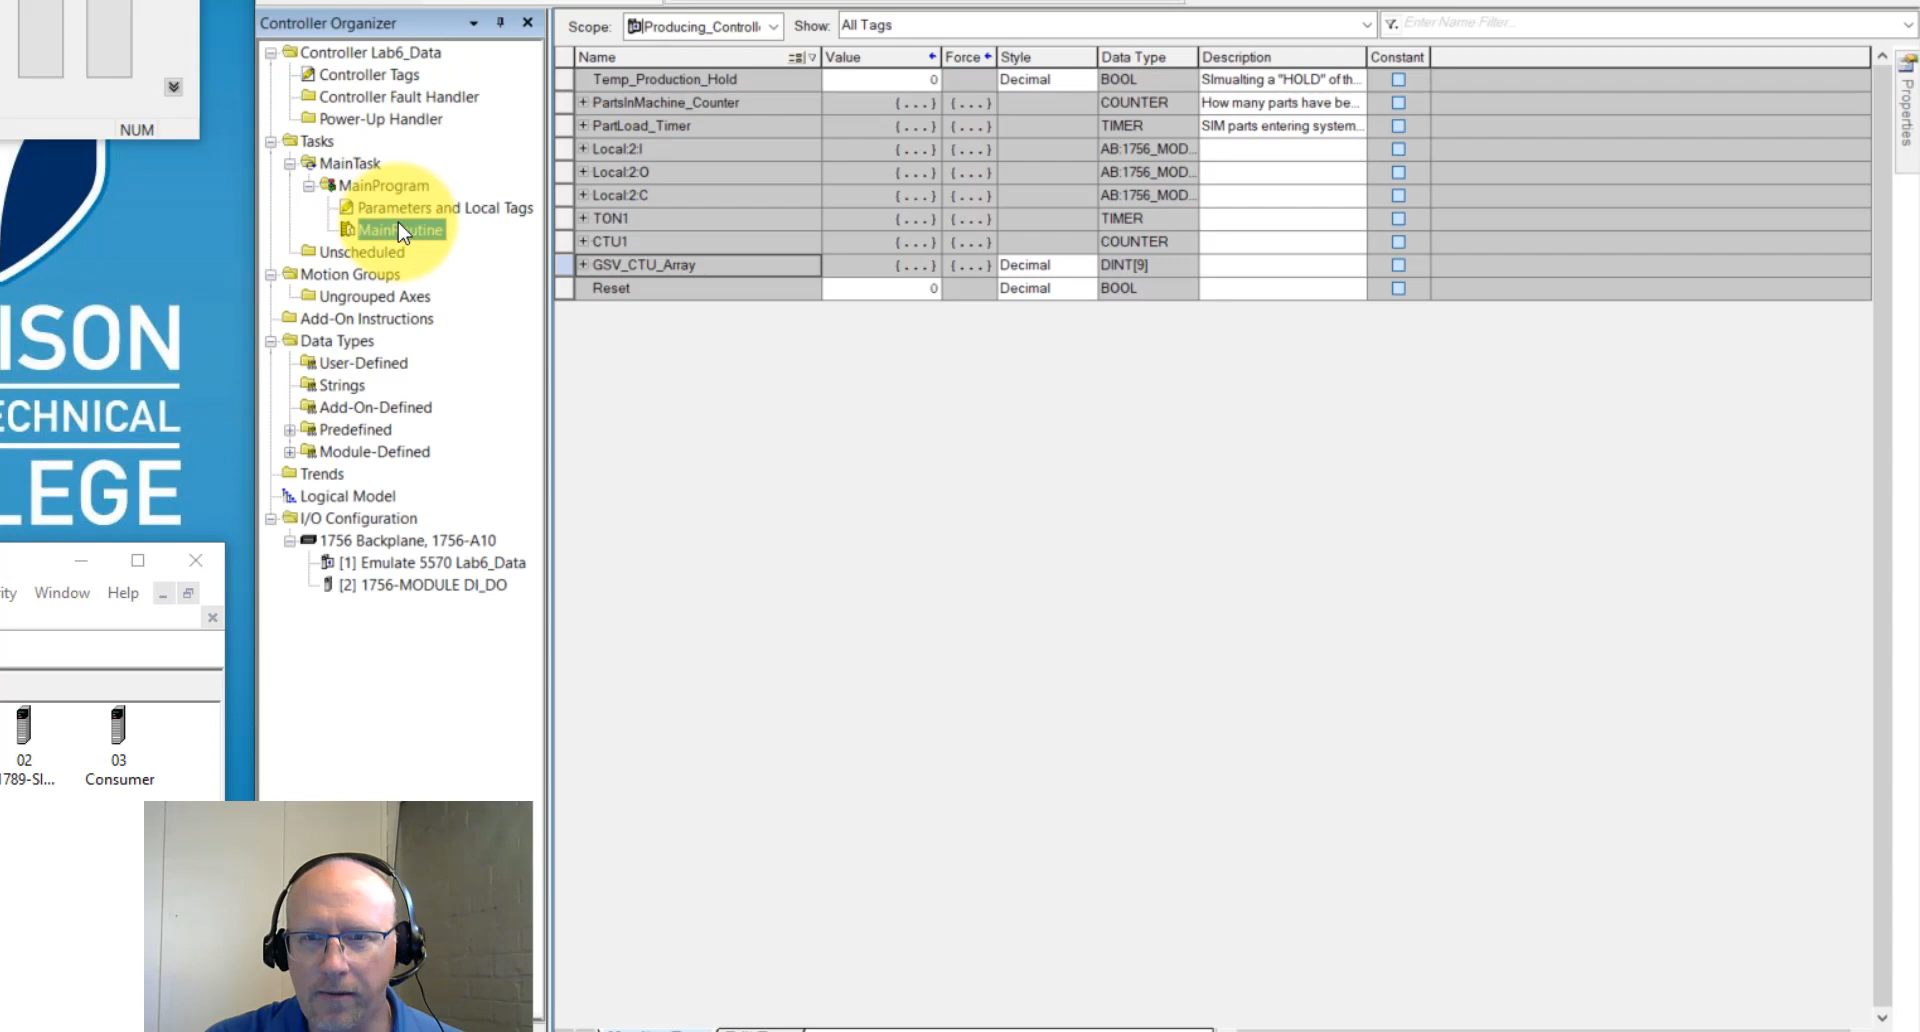 Controller Organizer
Controller Lab6_Data
Controller Tags
Controller Fault Handler
Power-Up Handler
Tasks
MainTask
MainProgram
Parameters and Local Tags
MainRoutine
Unscheduled
Motion Groups
Ungrouped Axes
Add-On Instructions
Data Types
User-Defined
Strings
Add-On-Defined
Predefined
Module-Defined
Trends
Logical Model
I/O Configuration
1756 Backplane, 1756-A10
[1] Emulate 5570 Lab6_Data
[2] 1756-MODULE DI_DO
NUM
ISON
ECHNICAL
LEGE
ity Window Help
02 03
1789-SI... Consumer
Scope: Producing_Controll Show: All Tags Enter Name Filter...
Name Value Force Style Data Type Description Constant
Temp_Production_Hold 0 Decimal BOOL SImualting a "HOLD" of th...
+ PartsInMachine_Counter {...} {...} COUNTER How many parts have be...
+ PartLoad_Timer {...} {...} TIMER SIM parts entering system...
+ Local:2:I {...} {...} AB:1756_MOD...
+ Local:2:O {...} {...} AB:1756_MOD...
+ Local:2:C {...} {...} AB:1756_MOD...
+ TON1 {...} {...} TIMER
+ CTU1 {...} {...} COUNTER
+ GSV_CTU_Array {...} {...} Decimal DINT[9]
Reset 0 Decimal BOOL
Properties